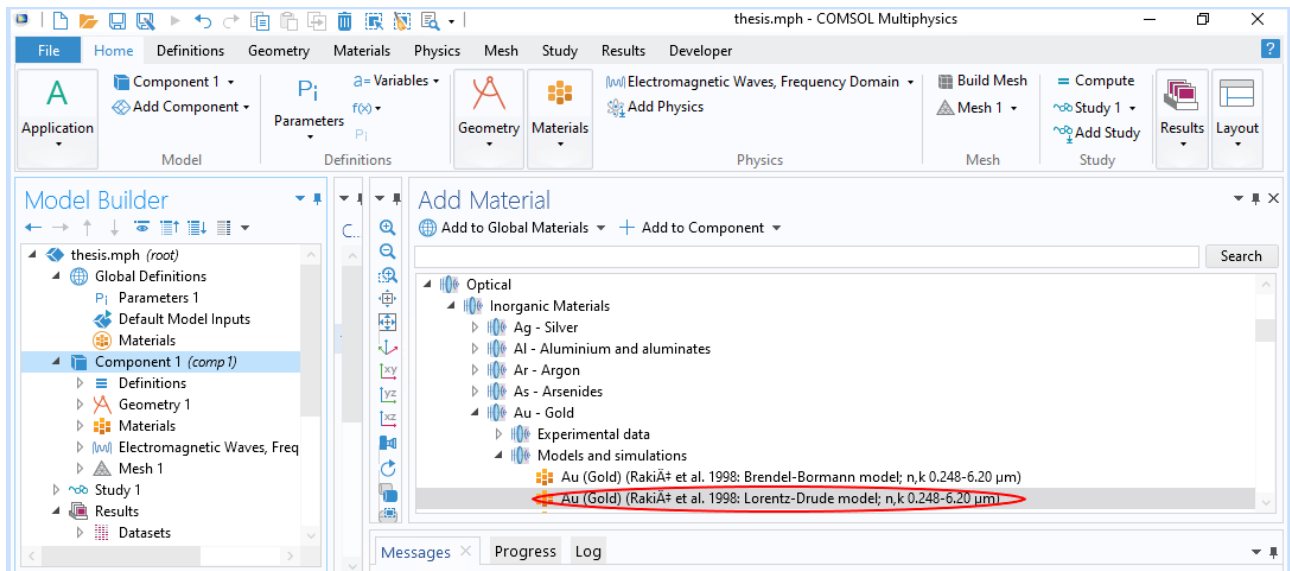 thesis.mph - COMSOL Multiphysics
File Home Definitions Geometry Materials Physics Mesh Study Results Developer ?
Component 1
Add Component
Application
Model
Pi
Parameters
a= Variables
f(x)
Pi
Definitions
Geometry
Materials
Electromagnetic Waves, Frequency Domain
Add Physics
Physics
Build Mesh
Mesh 1
Mesh
= Compute
Study 1
Add Study
Study
Results
Layout
Model Builder
thesis.mph (root)
Global Definitions
Pi Parameters 1
Default Model Inputs
Materials
Component 1 (comp1)
Definitions
Geometry 1
Materials
Electromagnetic Waves, Freq
Mesh 1
Study 1
Results
Datasets
C...
xy
yz
xz
Add Material
Add to Global Materials + Add to Component
Search
Optical
Inorganic Materials
Ag - Silver
Al - Aluminium and aluminates
Ar - Argon
As - Arsenides
Au - Gold
Experimental data
Models and simulations
Au (Gold) (RakiÄ‡ et al. 1998: Brendel-Bormann model; n,k 0.248-6.20 µm)
Au (Gold) (RakiÄ‡ et al. 1998: Lorentz-Drude model; n,k 0.248-6.20 µm)
Messages × Progress Log